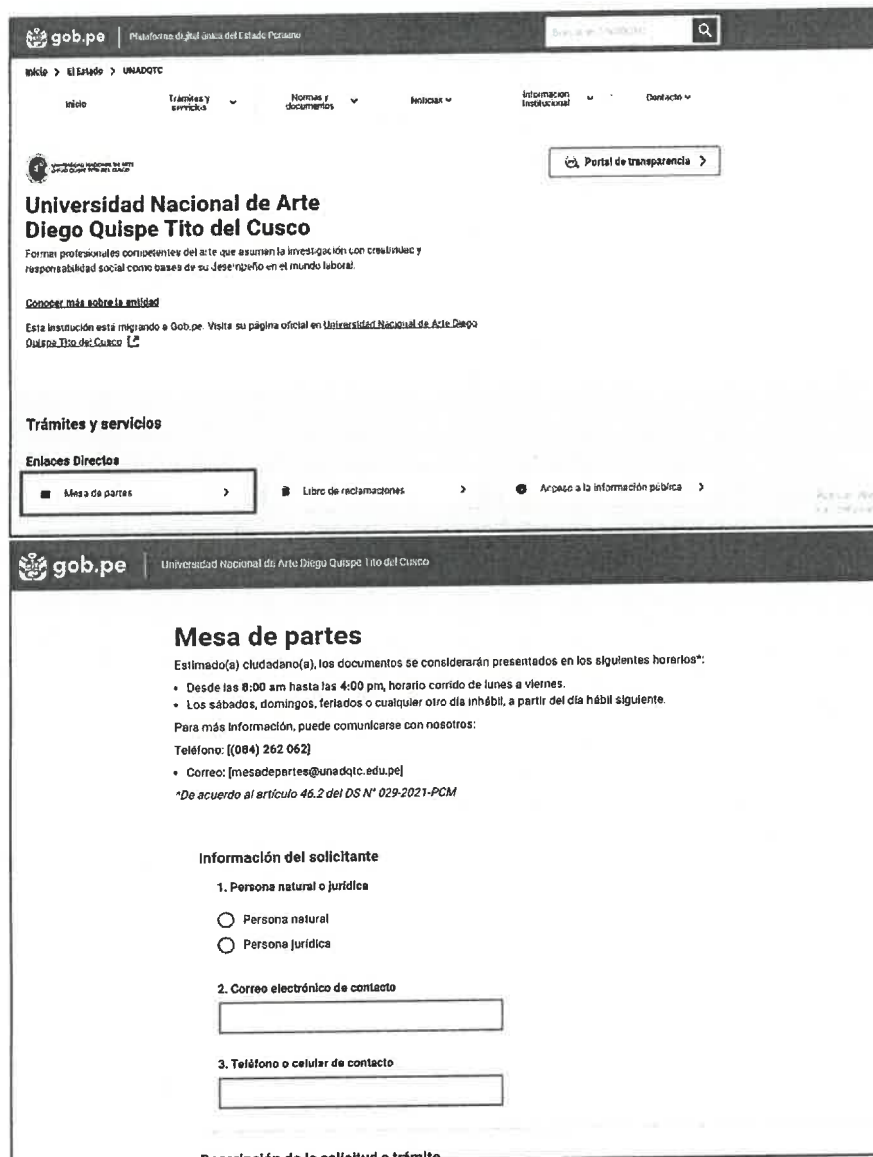 gob.pe | Plataforma digital única del Estado Peruano
Inicio > El Estado > UNADQTC
Inicio
Trámites y servicios
Normas y documentos
Noticias
Información Institucional
Contacto
Portal de transparencia >
Universidad Nacional de Arte
Diego Quispe Tito del Cusco
Formar profesionales competentes del arte que asuman la investigación con creatividad y
responsabilidad social como bases de su desempeño en el mundo laboral.
Conocer más sobre la entidad
Esta institución está migrando a Gob.pe. Visita su página oficial en Universidad Nacional de Arte Diego
Quispe Tito del Cusco
Trámites y servicios
Enlaces Directos
Mesa de partes >
Libro de reclamaciones >
Acceso a la información pública >
gob.pe | Universidad Nacional de Arte Diego Quispe Tito del Cusco
Mesa de partes
Estimado(a) ciudadano(a), los documentos se considerarán presentados en los siguientes horarios*:
• Desde las 8:00 am hasta las 4:00 pm, horario corrido de lunes a viernes.
• Los sábados, domingos, feriados o cualquier otro día inhábil, a partir del día hábil siguiente.
Para más información, puede comunicarse con nosotros:
Teléfono: [(084) 262 062]
• Correo: [mesadepartes@unadqtc.edu.pe]
*De acuerdo al artículo 46.2 del DS N° 029-2021-PCM
Información del solicitante
1. Persona natural o jurídica
Persona natural
Persona jurídica
2. Correo electrónico de contacto
3. Teléfono o celular de contacto
Descripción de la solicitud o trámite